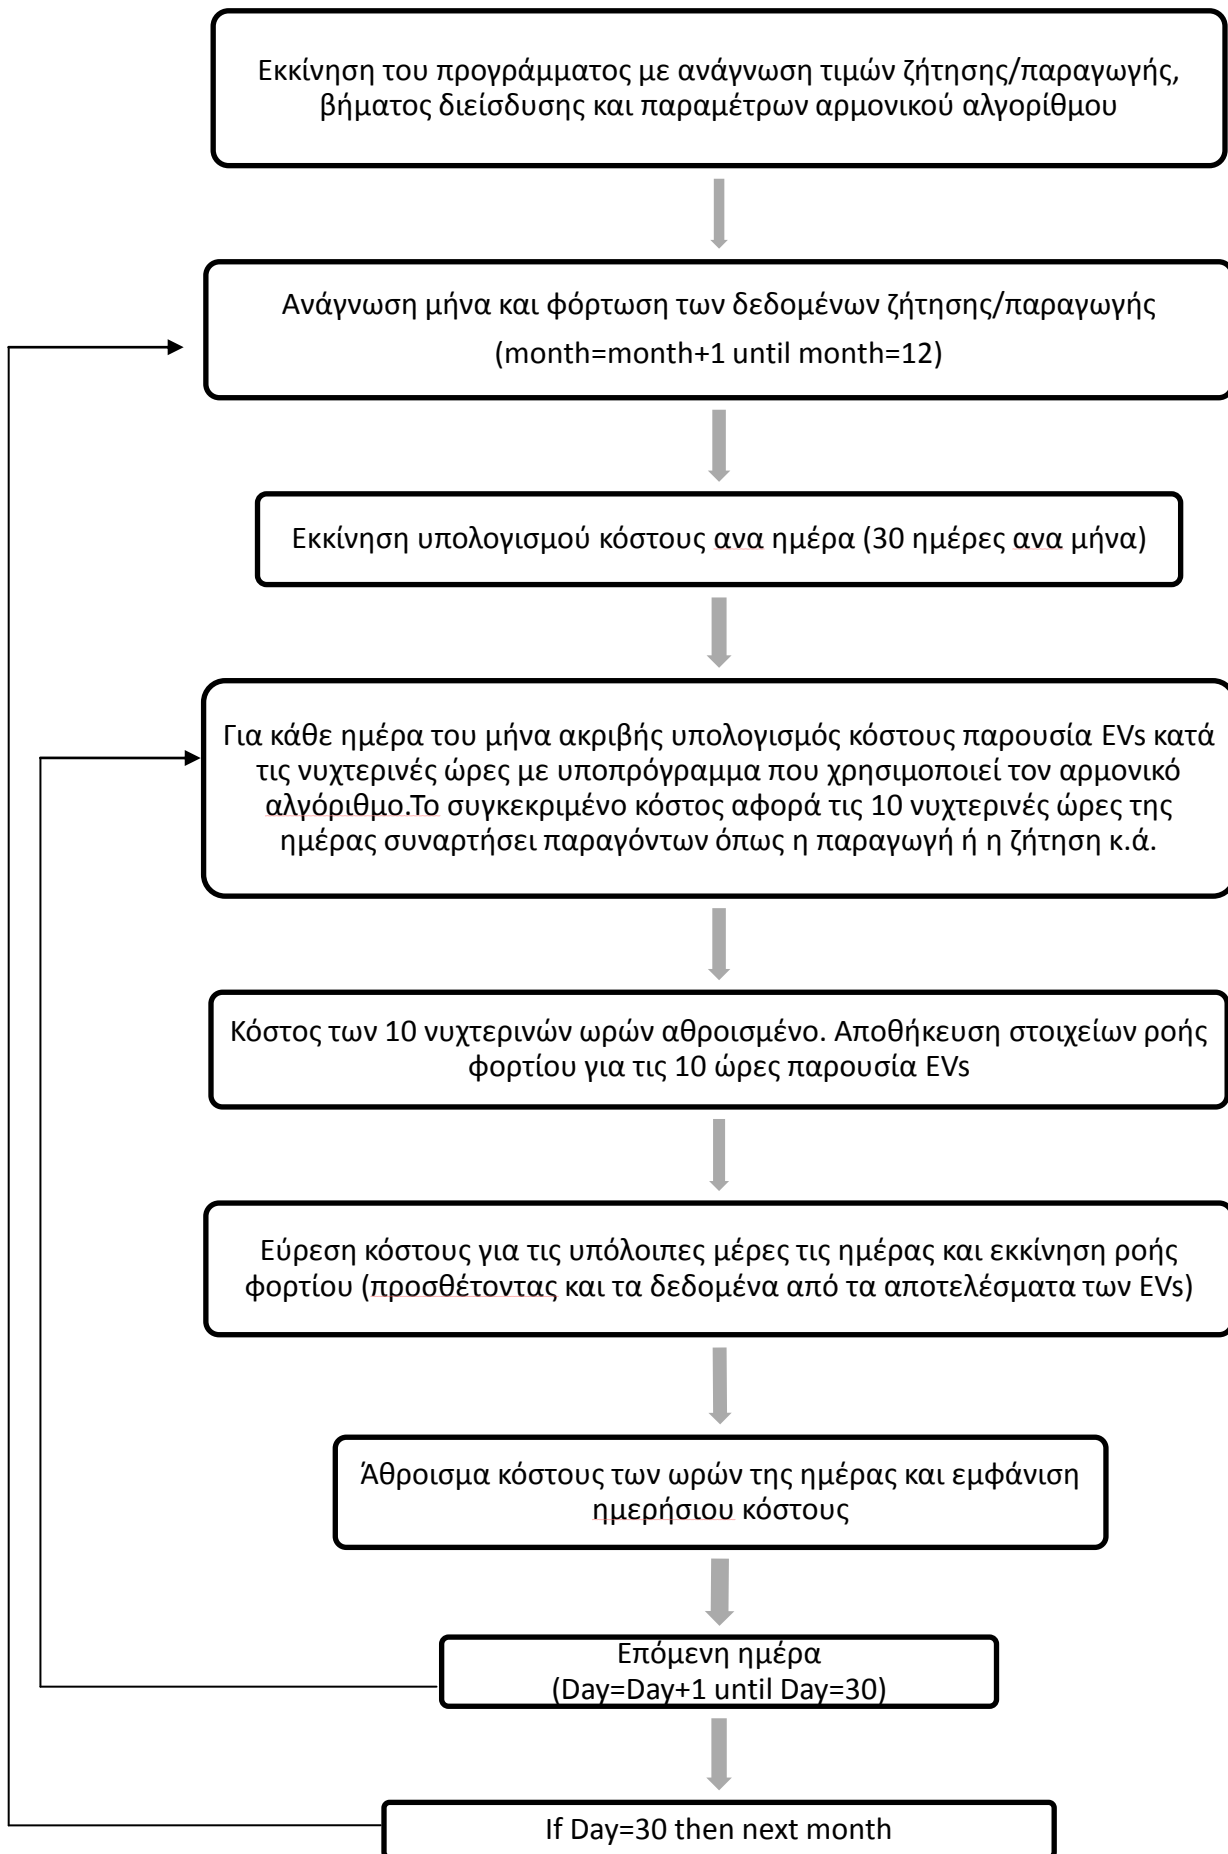 Εκκίνηση του προγράμματος με ανάγνωση τιμών ζήτησης/παραγωγής,
βήματος διείσδυσης και παραμέτρων αρμονικού αλγορίθμου
Ανάγνωση μήνα και φόρτωση των δεδομένων ζήτησης/παραγωγής
(month=month+1 until month=12)
Εκκίνηση υπολογισμού κόστους ανα ημέρα (30 ημέρες ανα μήνα)
Για κάθε ημέρα του μήνα ακριβής υπολογισμός κόστους παρουσία EVs κατά
τις νυχτερινές ώρες με υποπρόγραμμα που χρησιμοποιεί τον αρμονικό
αλγόριθμο.Το συγκεκριμένο κόστος αφορά τις 10 νυχτερινές ώρες της
ημέρας συναρτήσει παραγόντων όπως η παραγωγή ή η ζήτηση κ.ά.
Κόστος των 10 νυχτερινών ωρών αθροισμένο. Αποθήκευση στοιχείων ροής
φορτίου για τις 10 ώρες παρουσία EVs
Εύρεση κόστους για τις υπόλοιπες μέρες τις ημέρας και εκκίνηση ροής
φορτίου (προσθέτοντας και τα δεδομένα από τα αποτελέσματα των EVs)
Άθροισμα κόστους των ωρών της ημέρας και εμφάνιση
ημερήσιου κόστους
Επόμενη ημέρα
(Day=Day+1 until Day=30)
If Day=30 then next month